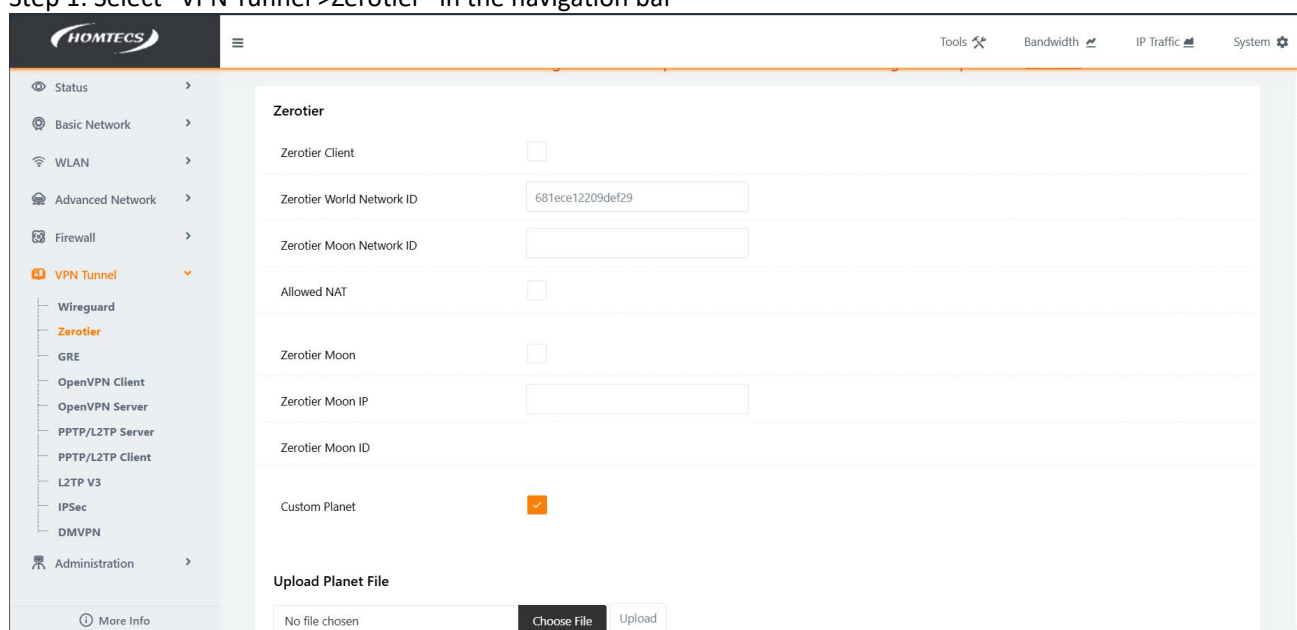 Step 1: Select "VPN Tunnel>Zerotier" in the navigation bar
HOMTECS
Tools
Bandwidth
IP Traffic
System
Status
Basic Network
WLAN
Advanced Network
Firewall
VPN Tunnel
Wireguard
Zerotier
GRE
OpenVPN Client
OpenVPN Server
PPTP/L2TP Server
PPTP/L2TP Client
L2TP V3
IPSec
DMVPN
Administration
More Info
Zerotier
Zerotier Client
Zerotier World Network ID 681ece12209def29
Zerotier Moon Network ID
Allowed NAT
Zerotier Moon
Zerotier Moon IP
Zerotier Moon ID
Custom Planet
Upload Planet File
No file chosen Choose File Upload